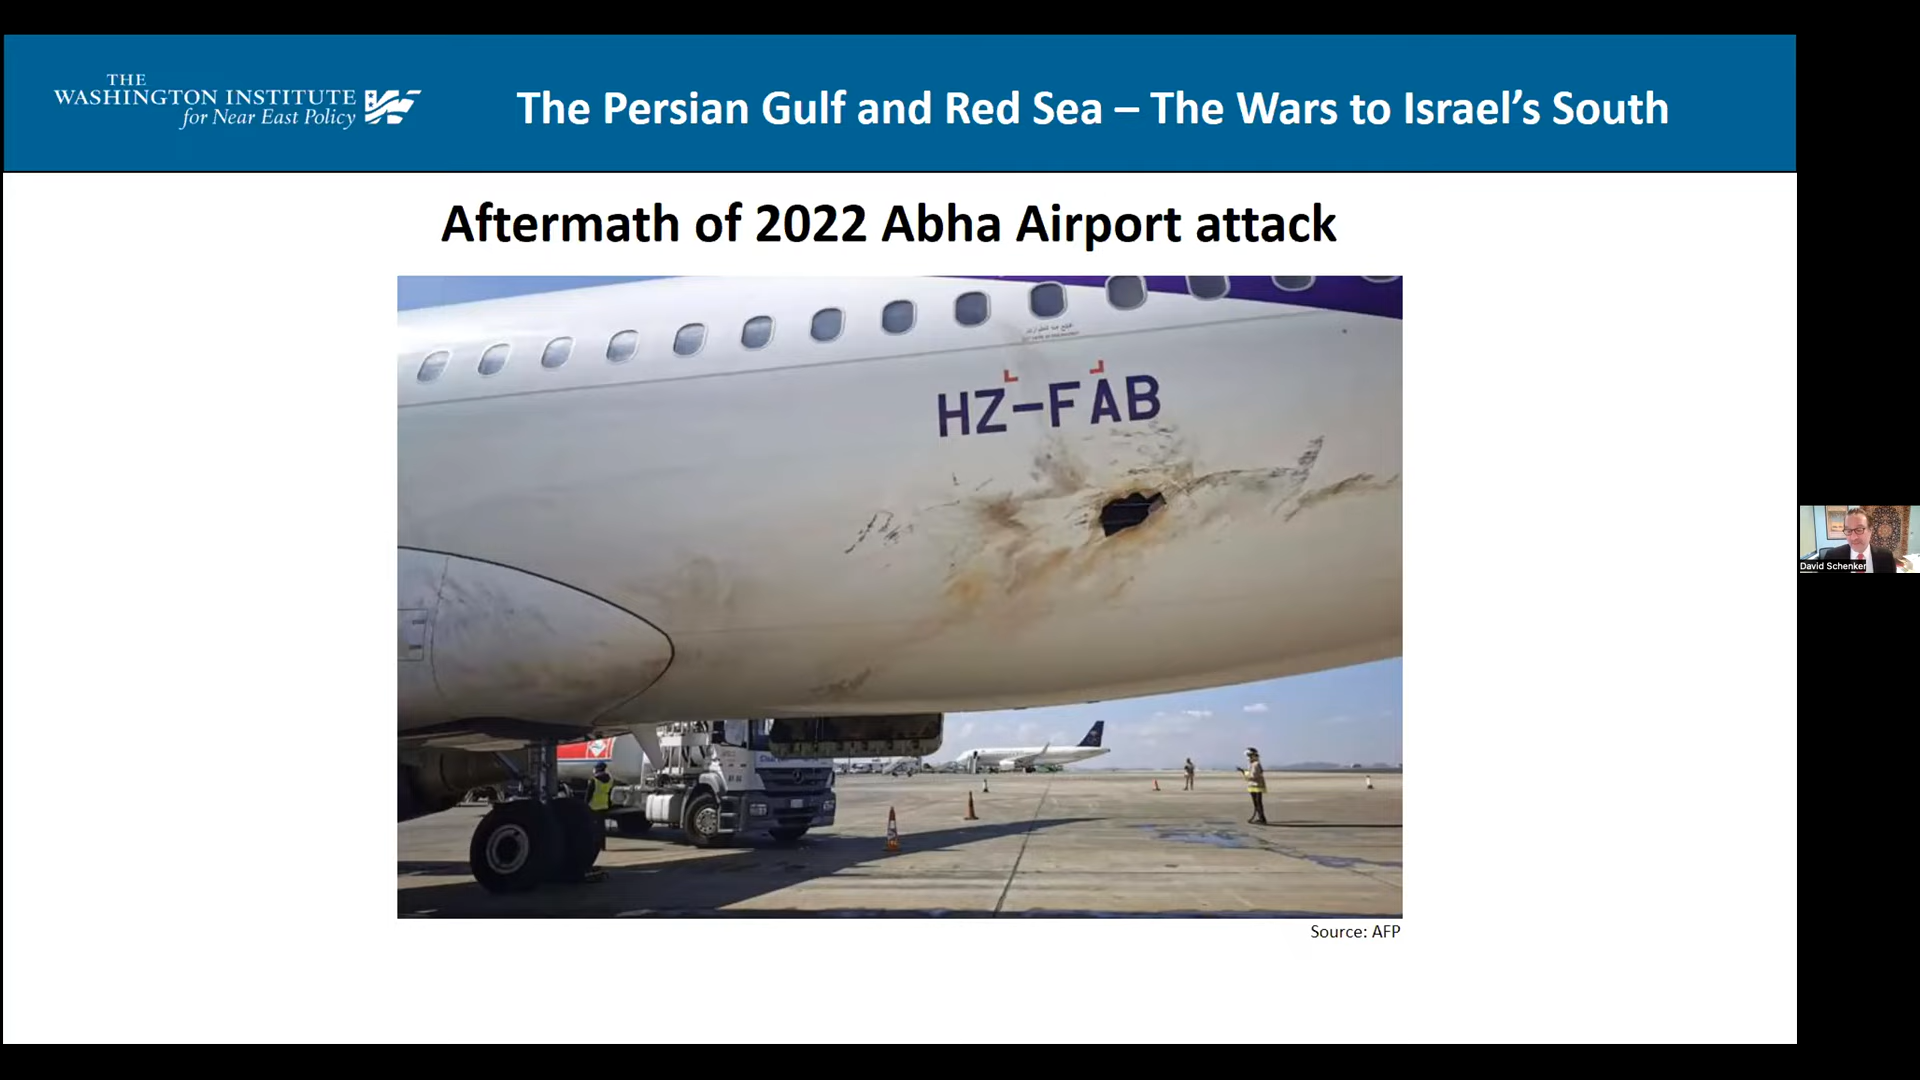 THE
WASHINGTON INSTITUTE
for Near East Policy
The Persian Gulf and Red Sea – The Wars to Israel's South
Aftermath of 2022 Abha Airport attack
HZ-FAB
Source: AFP
David Schenker